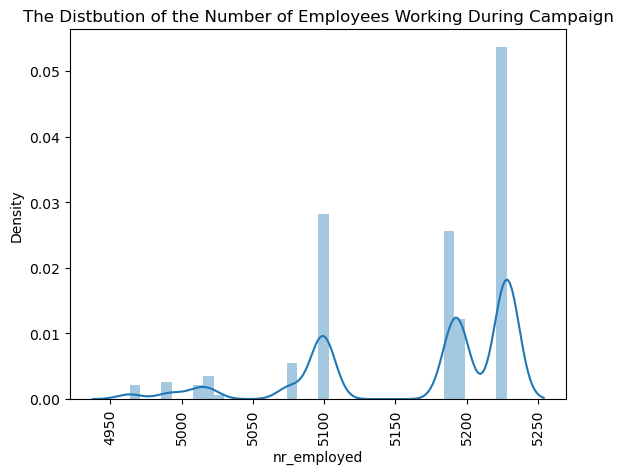 The Distbution of the Number of Employees Working During Campaign
0.05
0.04
0.03
0.02
0.01
0.00
Density
4950 5000 5050 5100 5150 5200 5250
nr_employed